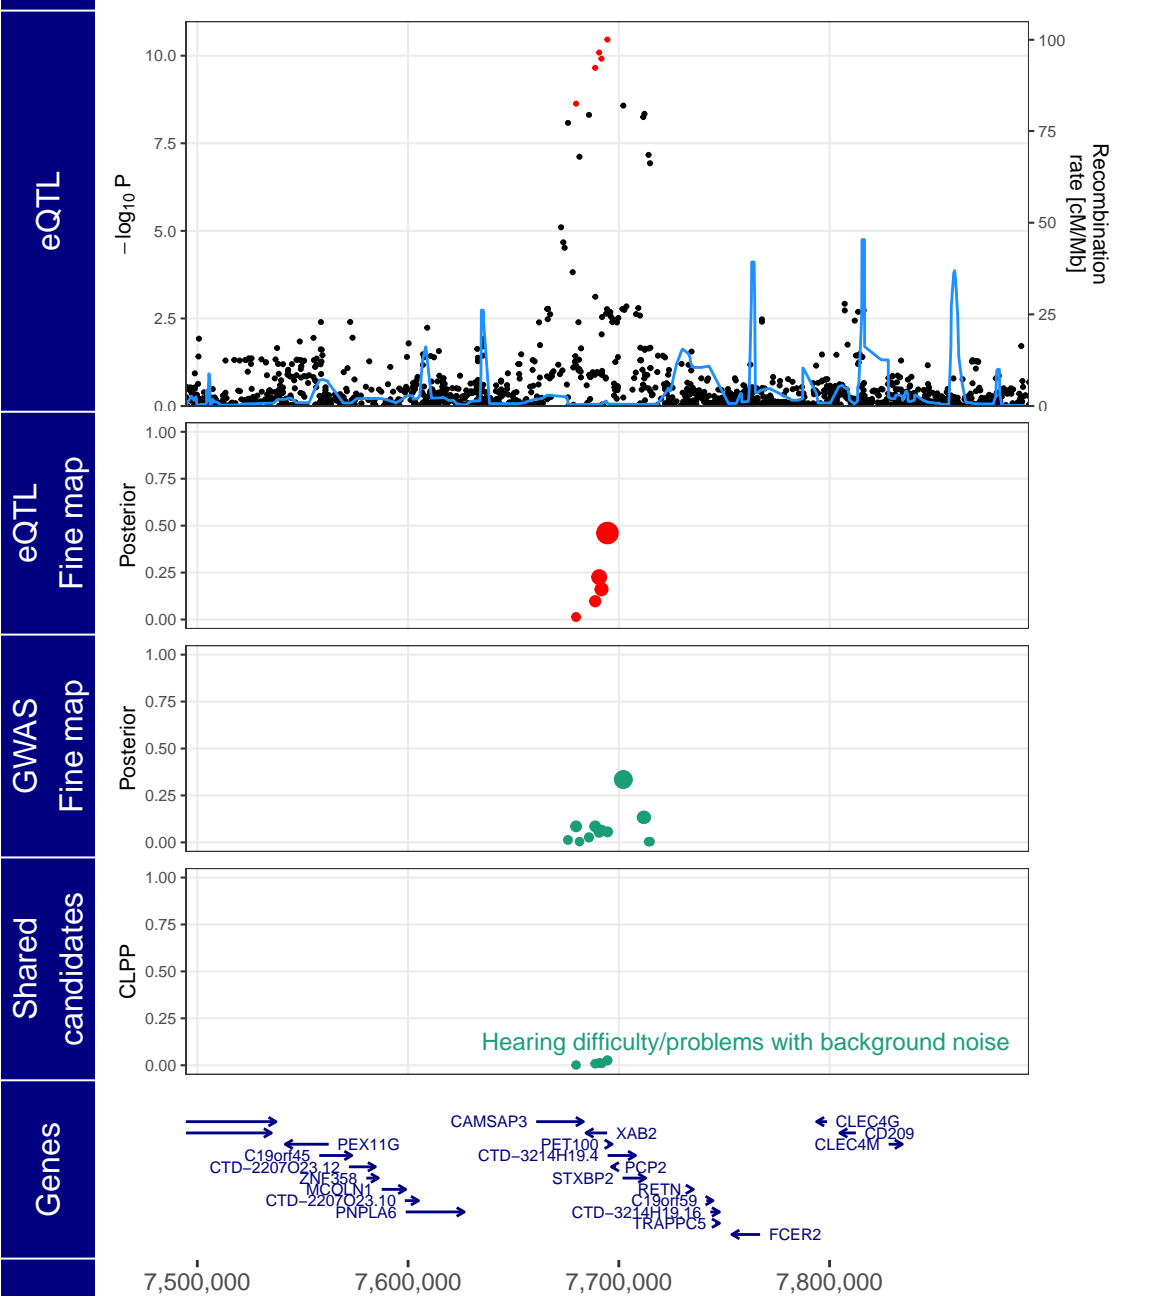 eQTL
−log10 P
10.0
7.5
5.0
2.5
0.0
100
75
50
25
0
Recombination
rate [cM/Mb]
eQTL
Fine map
Posterior
1.00
0.75
0.50
0.25
0.00
GWAS
Fine map
Posterior
1.00
0.75
0.50
0.25
0.00
Shared
candidates
CLPP
1.00
0.75
0.50
0.25
0.00
Hearing difficulty/problems with background noise
Genes
CAMSAP3
CLEC4G
XAB2
CD209
PEX11G
PET100
CLEC4M
C19orf45
CTD−3214H19.4
CTD−2207O23.12
PCP2
ZNF358
STXBP2
MCOLN1
RETN
CTD−2207O23.10
C19orf59
PNPLA6
CTD−3214H19.16
TRAPPC5
FCER2
7,500,000
7,600,000
7,700,000
7,800,000